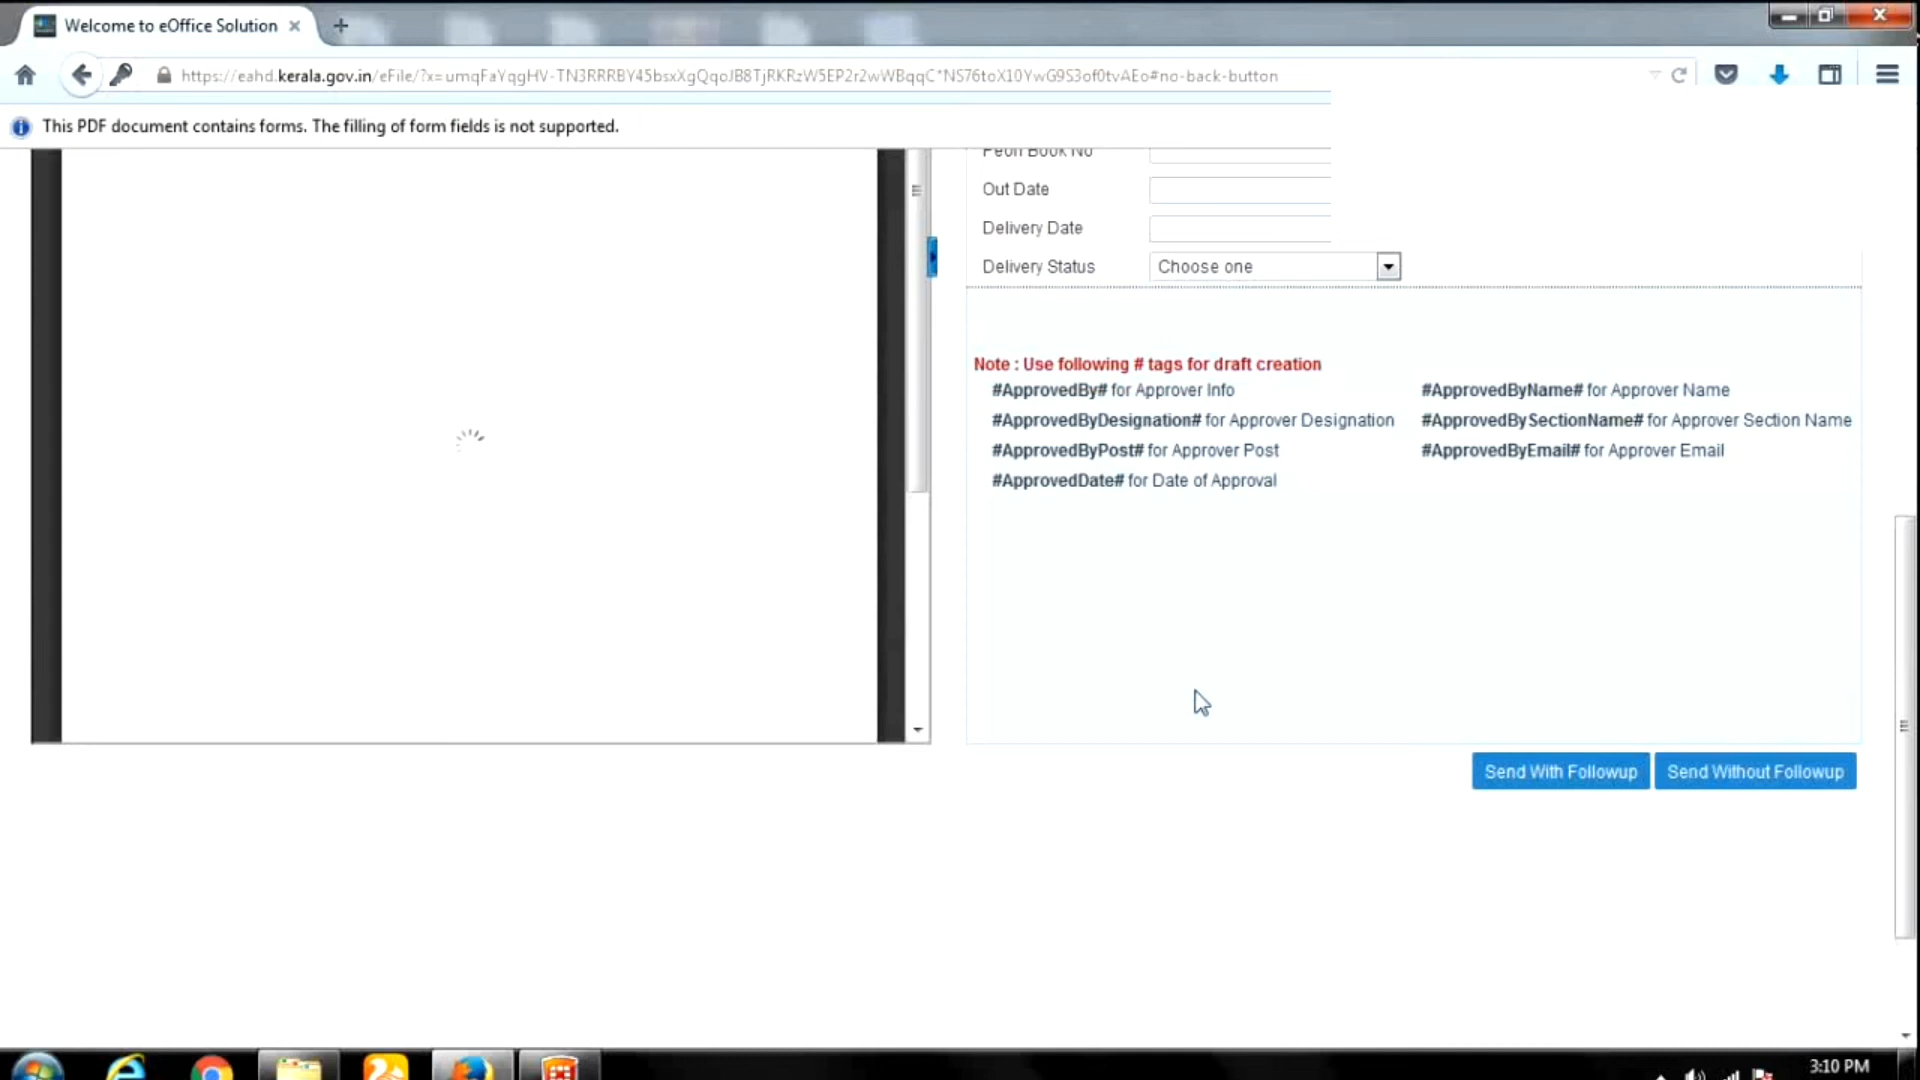 Welcome to eOffice Solution
https://eahd.kerala.gov.in/eFile/?x=umqFaYqgHV-TN3RRRBY45bsxXgQqoJB8TjRKRzW5EP2r2wWBqqC*NS76toX10YwG9S3of0tvAEo#no-back-button
This PDF document contains forms. The filling of form fields is not supported.
Peon Book No
Out Date
Delivery Date
Delivery Status Choose one
Note : Use following # tags for draft creation
#ApprovedBy# for Approver Info #ApprovedByName# for Approver Name
#ApprovedByDesignation# for Approver Designation #ApprovedBySectionName# for Approver Section Name
#ApprovedByPost# for Approver Post #ApprovedByEmail# for Approver Email
#ApprovedDate# for Date of Approval
Send With Followup Send Without Followup
3:10 PM